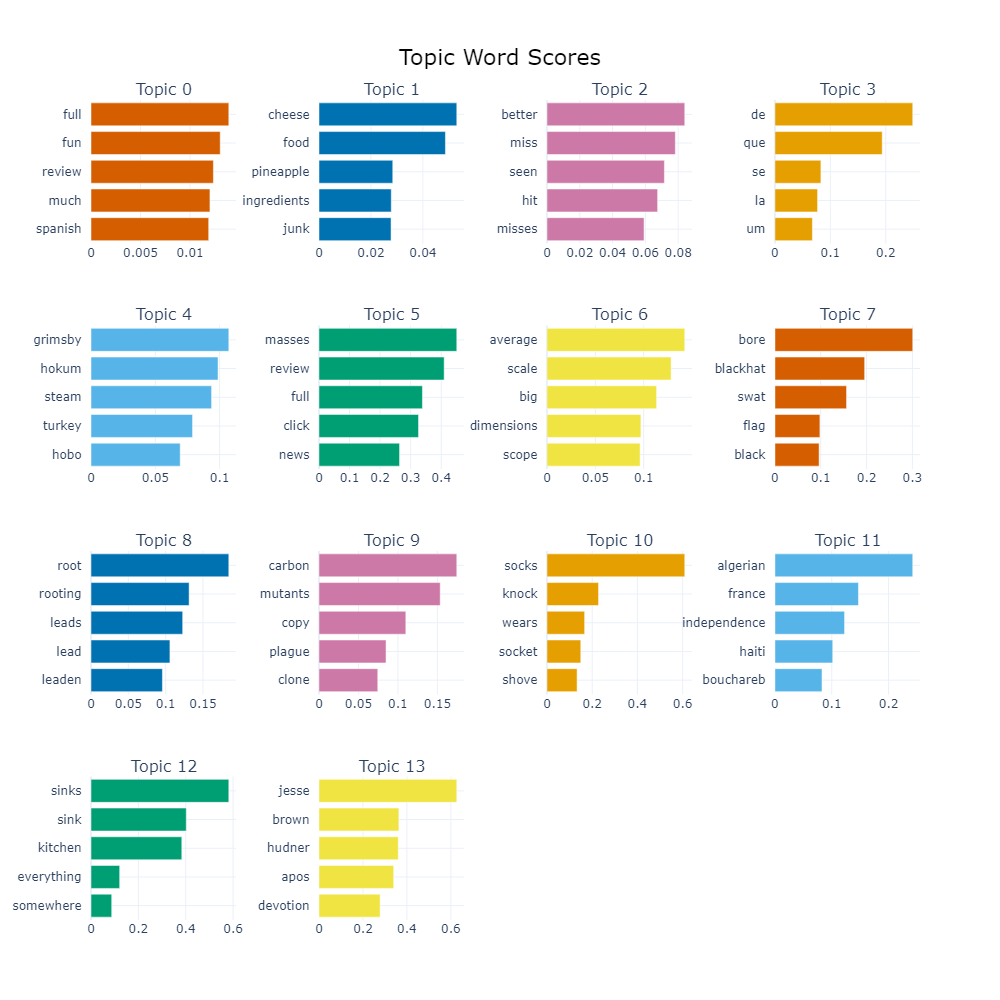 Topic Word Scores
Topic 0
full
fun
review
much
spanish
0 0.005 0.01
Topic 1
cheese
food
pineapple
ingredients
junk
0 0.02 0.04
Topic 2
better
miss
seen
hit
misses
0 0.02 0.04 0.06 0.08
Topic 3
de
que
se
la
um
0 0.1 0.2
Topic 4
grimsby
hokum
steam
turkey
hobo
0 0.05 0.1
Topic 5
masses
review
full
click
news
0 0.1 0.2 0.3 0.4
Topic 6
average
scale
big
dimensions
scope
0 0.05 0.1
Topic 7
bore
blackhat
swat
flag
black
0 0.1 0.2 0.3
Topic 8
root
rooting
leads
lead
leaden
0 0.05 0.1 0.15
Topic 9
carbon
mutants
copy
plague
clone
0 0.05 0.1 0.15
Topic 10
socks
knock
wears
socket
shove
0 0.2 0.4 0.6
Topic 11
algerian
france
independence
haiti
bouchareb
0 0.1 0.2
Topic 12
sinks
sink
kitchen
everything
somewhere
0 0.2 0.4 0.6
Topic 13
jesse
brown
hudner
apos
devotion
0 0.2 0.4 0.6